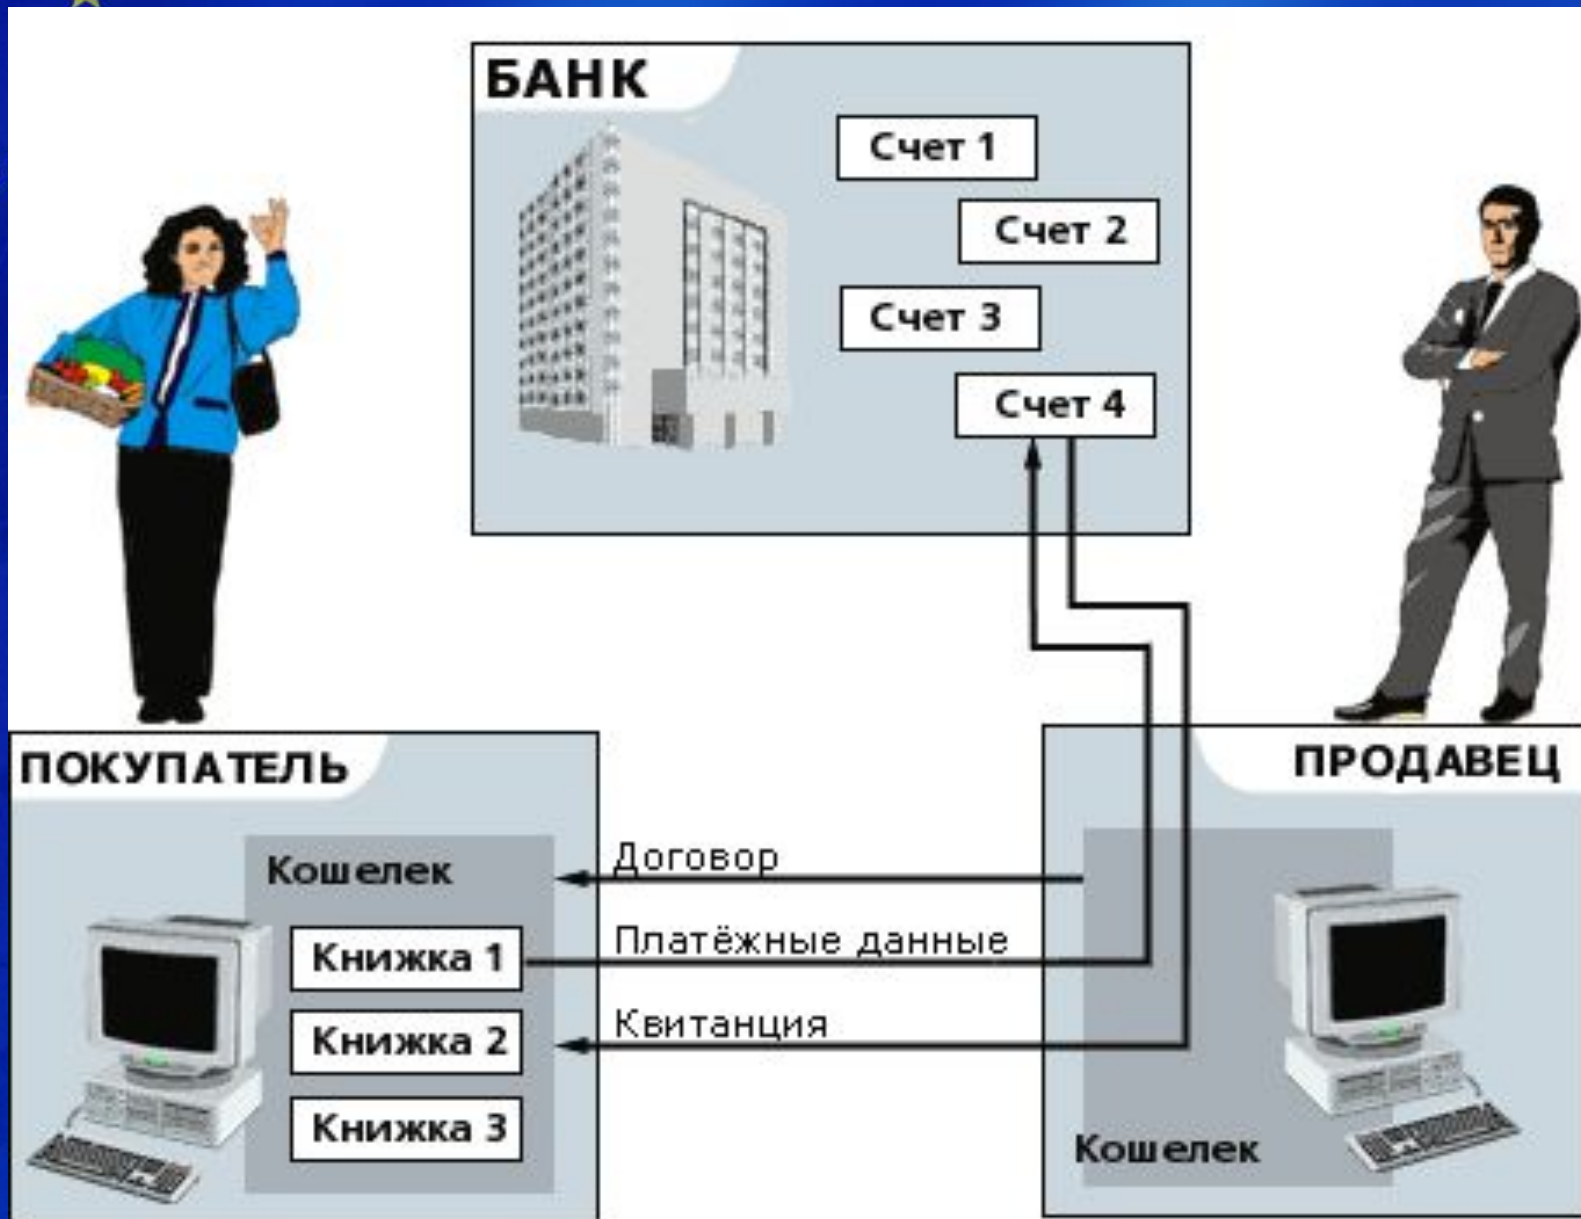 БАНК
Счет 1
Счет 2
Счет 3
Счет 4
ПОКУПАТЕЛЬ
ПРОДАВЕЦ
Кошелек
Договор
Книжка 1
Платёжные данные
Книжка 2
Квитанция
Книжка 3
Кошелек